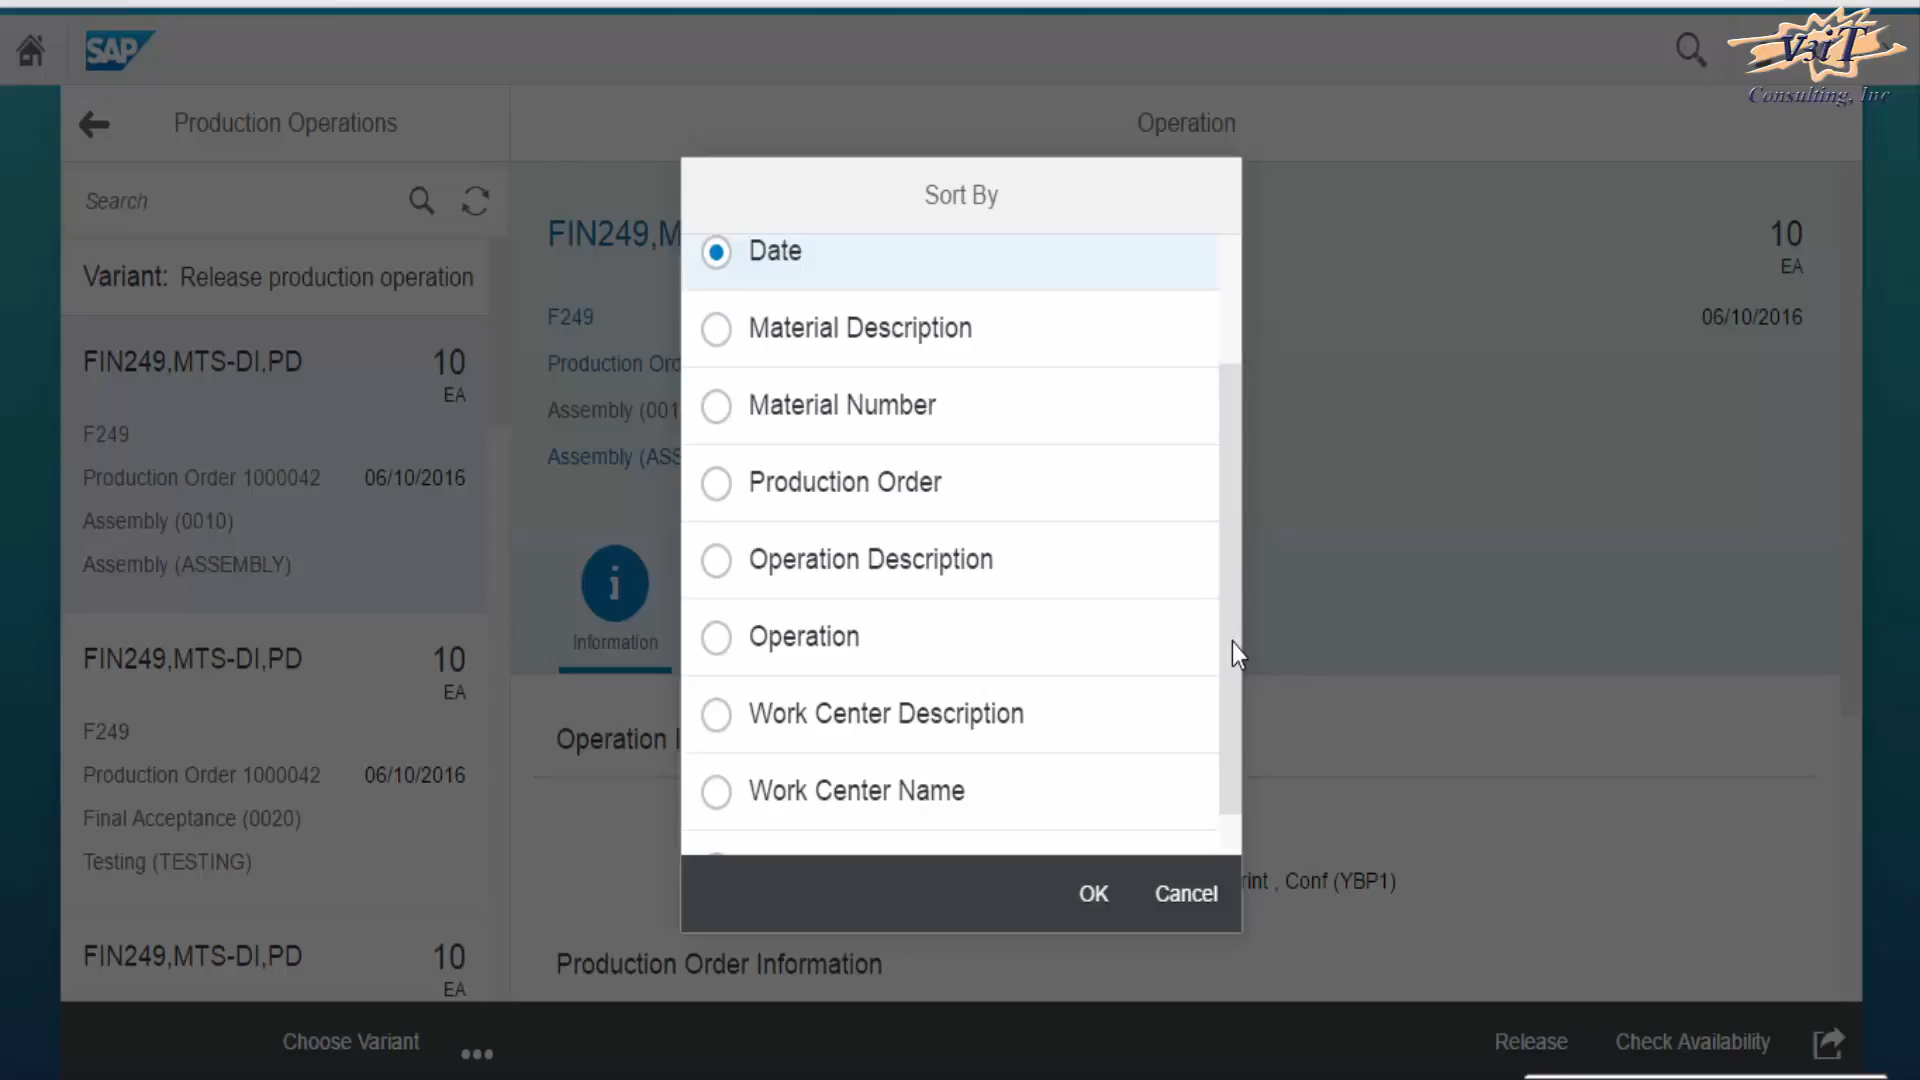 SAP
V3iT
Consulting, Inc
Production Operations
Operation
Search
Variant: Release production operation
FIN249,MTS-DI,PD 10
EA
F249
Production Order 1000042 06/10/2016
Assembly (0010)
Assembly (ASSEMBLY)
FIN249,MTS-DI,PD 10
EA
F249
Production Order 1000042 06/10/2016
Final Acceptance (0020)
Testing (TESTING)
FIN249,MTS-DI,PD 10
EA
FIN249,M
10
EA
F249
06/10/2016
Production Ord
Assembly (001
Assembly (ASS
Information
Operation I
rint , Conf (YBP1)
Production Order Information
Sort By
Date
Material Description
Material Number
Production Order
Operation Description
Operation
Work Center Description
Work Center Name
OK Cancel
Choose Variant
Release Check Availability